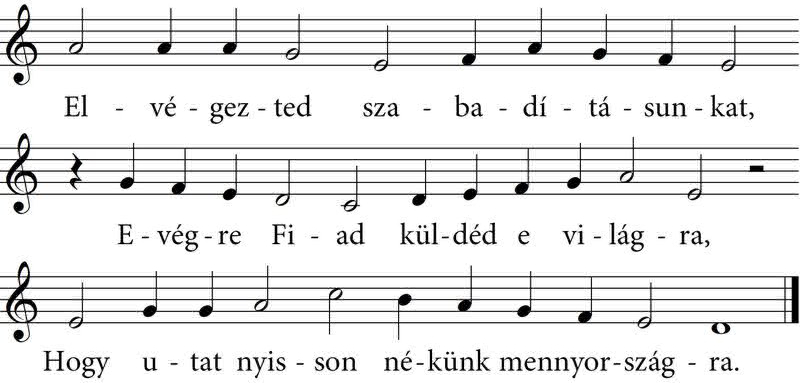 El - vé - gez - ted sza - ba - dí - tá - sun - kat,
E - vég - re Fi - ad kül - déd e vi - lág - ra,
Hogy u - tat nyis - son né - künk mennyor - szág - ra.